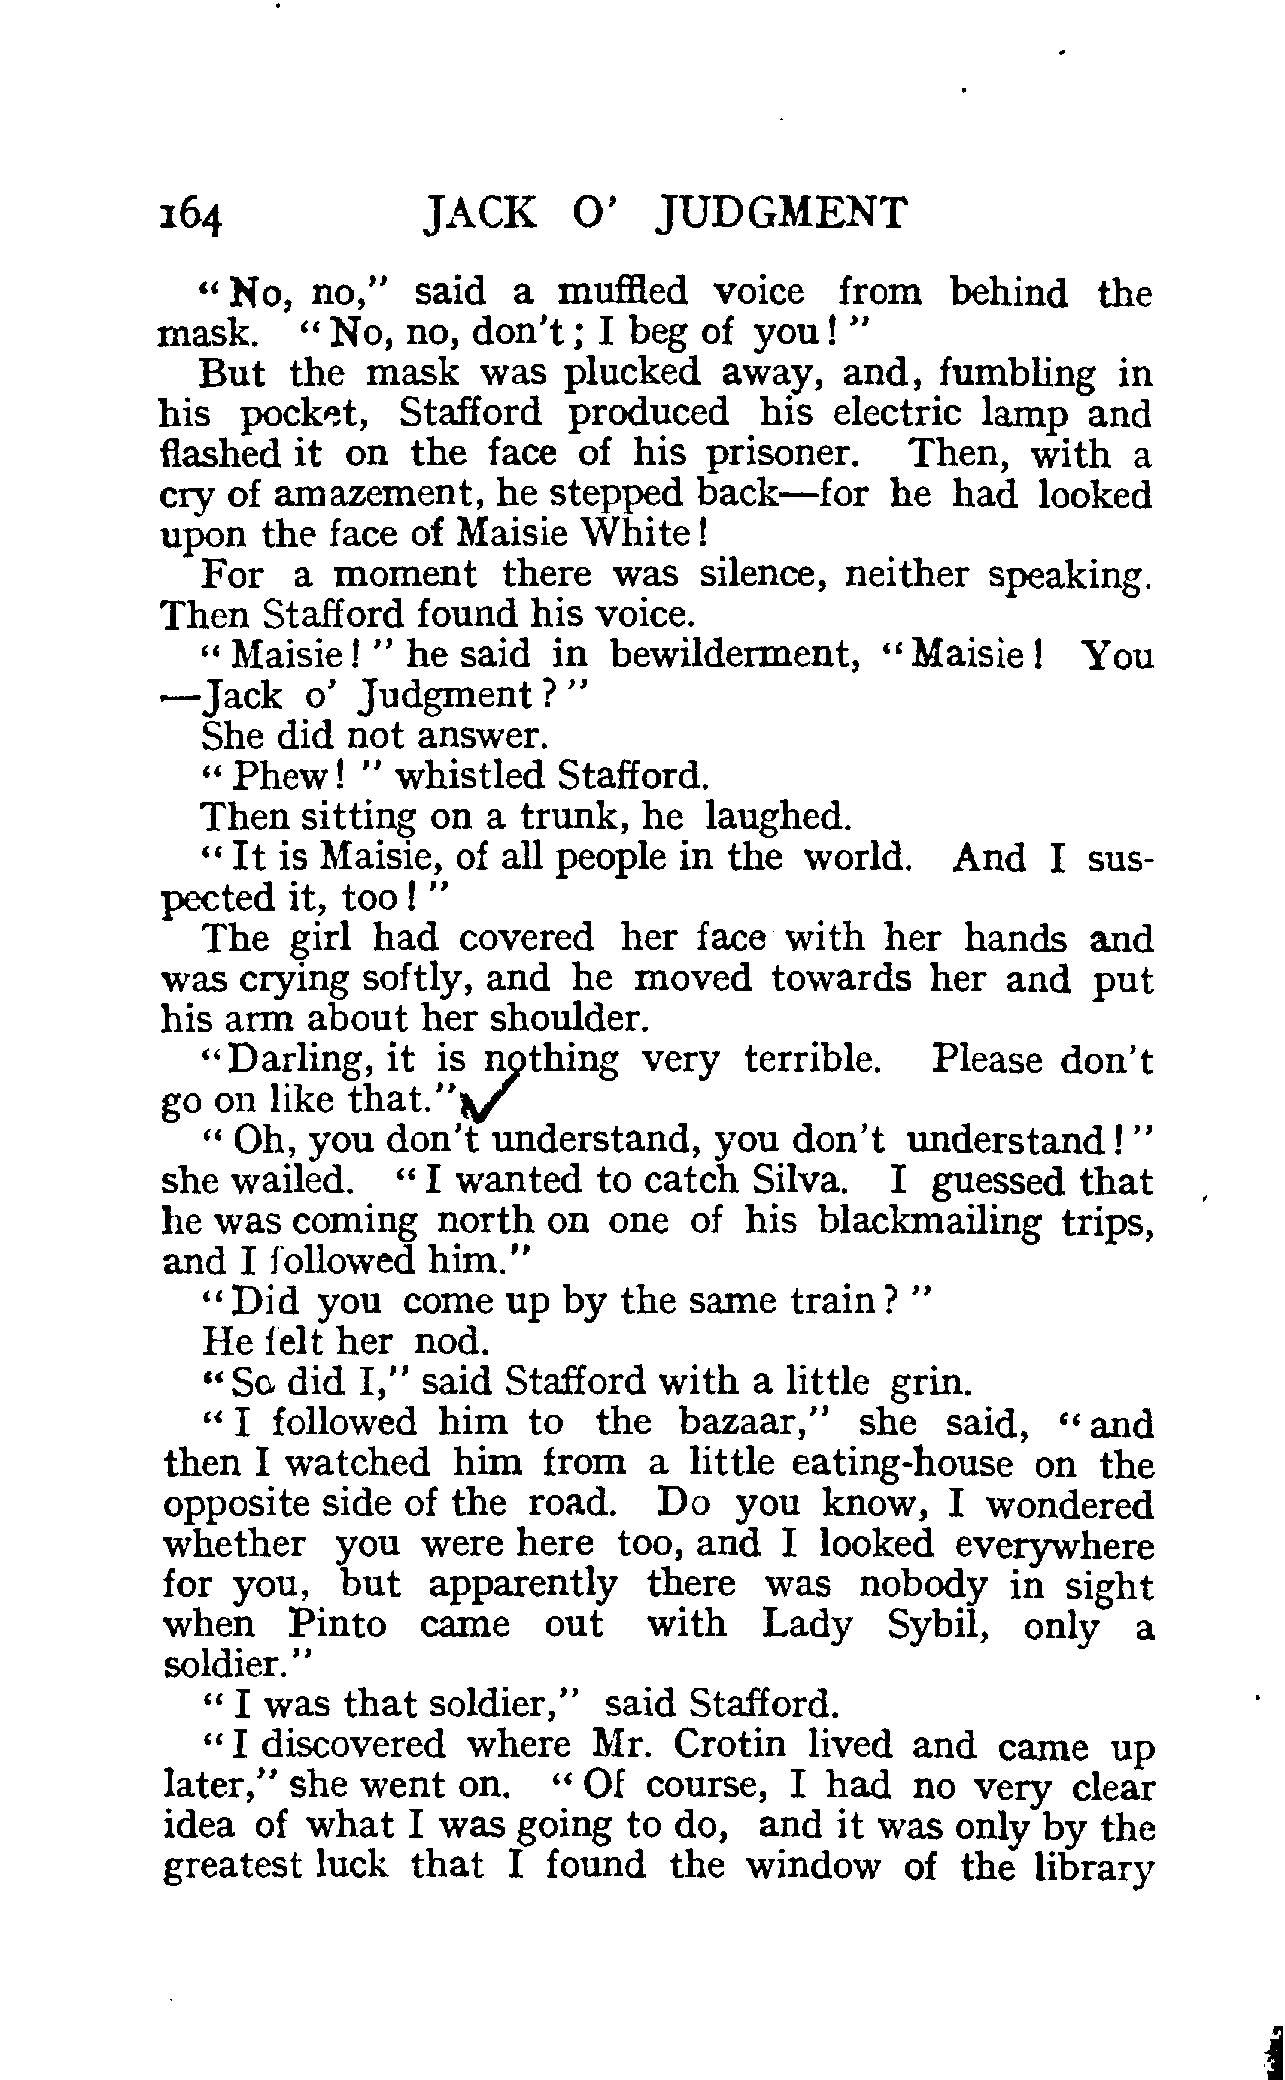 164 JACK O' JUDGMENT
“ No, no,” said a muffled voice from behind the
mask. “ No, no, don't ; I beg of you ! ”
But the mask was plucked away, and, fumbling in
his pocket, Stafford produced his electric lamp and
flashed it on the face of his prisoner. Then, with a
cry of amazement, he stepped back—for he had looked
upon the face of Maisie White !
For a moment there was silence, neither speaking.
Then Stafford found his voice.
“ Maisie ! ” he said in bewilderment, “ Maisie ! You
—Jack o' Judgment ? ”
She did not answer.
“ Phew ! ” whistled Stafford.
Then sitting on a trunk, he laughed.
“ It is Maisie, of all people in the world. And I sus-
pected it, too ! ”
The girl had covered her face with her hands and
was crying softly, and he moved towards her and put
his arm about her shoulder.
“ Darling, it is nothing very terrible. Please don't
go on like that.”
“ Oh, you don't understand, you don't understand ! ”
she wailed. “ I wanted to catch Silva. I guessed that
he was coming north on one of his blackmailing trips,
and I followed him.”
“ Did you come up by the same train ? ”
He felt her nod.
“ So did I,” said Stafford with a little grin.
“ I followed him to the bazaar,” she said, “ and
then I watched him from a little eating-house on the
opposite side of the road. Do you know, I wondered
whether you were here too, and I looked everywhere
for you, but apparently there was nobody in sight
when Pinto came out with Lady Sybil, only a
soldier.”
“ I was that soldier,” said Stafford.
“ I discovered where Mr. Crotin lived and came up
later,” she went on. “ Of course, I had no very clear
idea of what I was going to do, and it was only by the
greatest luck that I found the window of the library